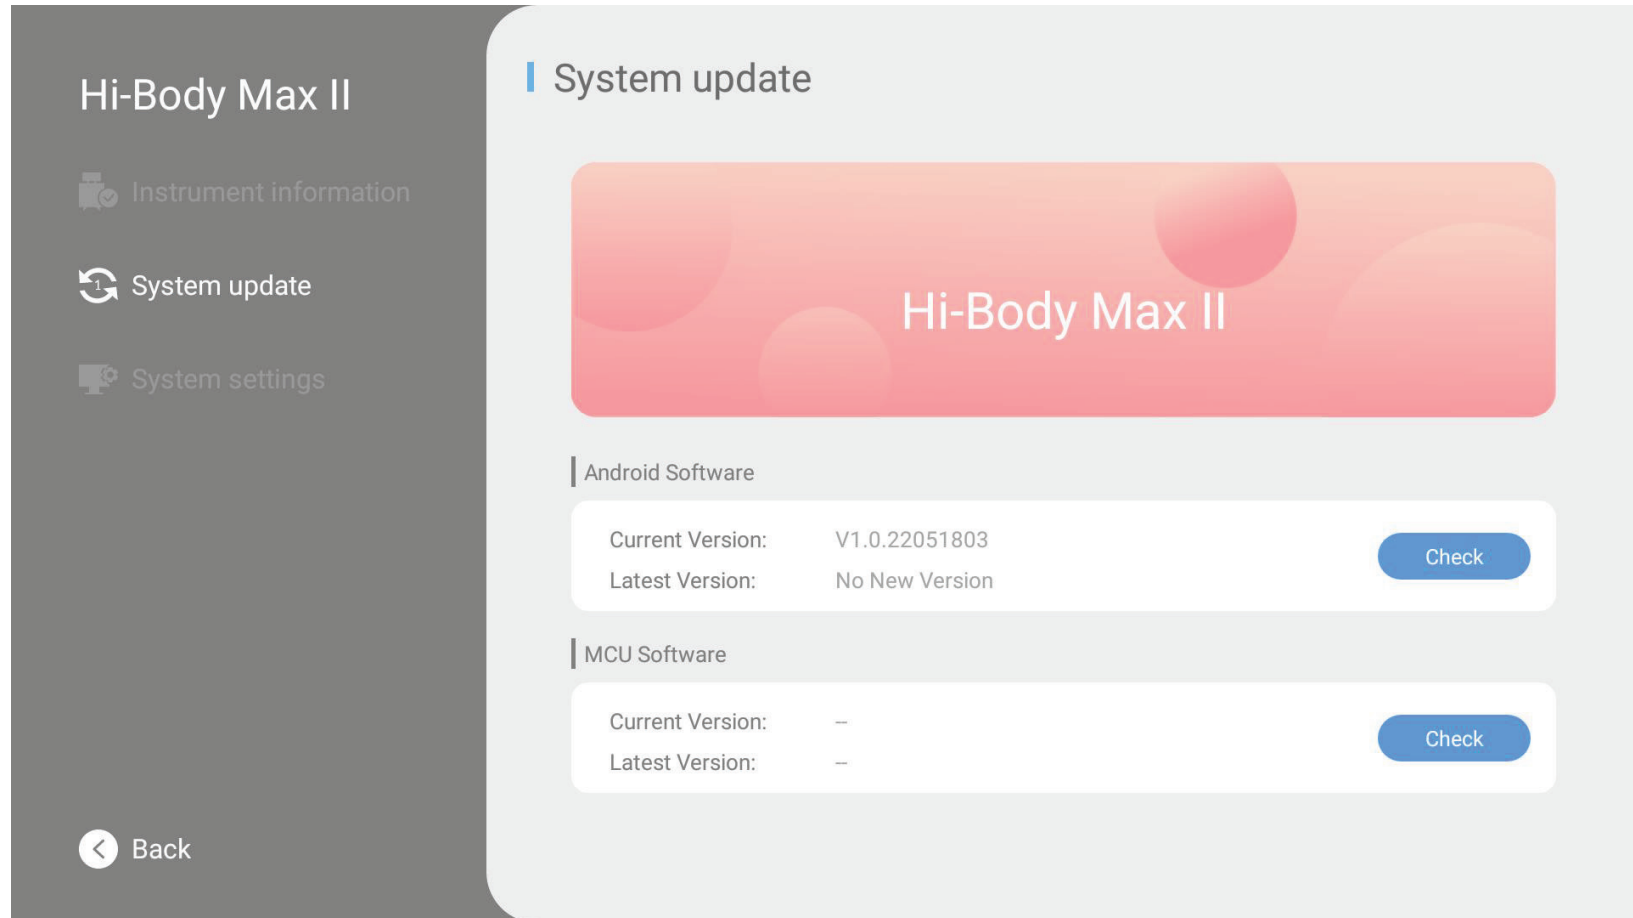 Hi-Body Max II
Instrument information
1
System update
System settings
Back
System update
Hi-Body Max II
Android Software
Current Version: V1.0.22051803
Check
Latest Version: No New Version
MCU Software
Current Version: --
Check
Latest Version: --